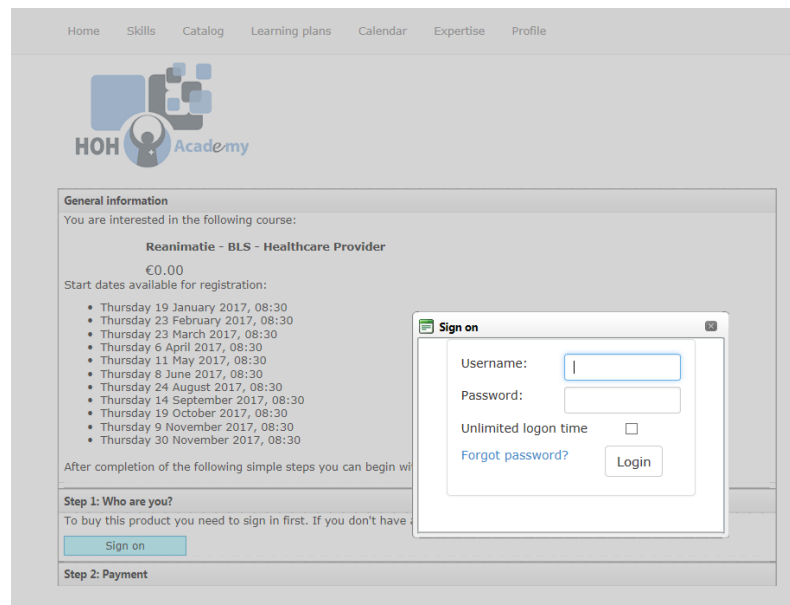 Home Skills Catalog Learning plans Calendar Expertise Profile
HOH Academy
General information
You are interested in the following course:
Reanimatie - BLS - Healthcare Provider
€0.00
Start dates available for registration:
• Thursday 19 January 2017, 08:30
• Thursday 23 February 2017, 08:30
• Thursday 23 March 2017, 08:30
• Thursday 6 April 2017, 08:30
• Thursday 11 May 2017, 08:30
• Thursday 8 June 2017, 08:30
• Thursday 24 August 2017, 08:30
• Thursday 14 September 2017, 08:30
• Thursday 19 October 2017, 08:30
• Thursday 9 November 2017, 08:30
• Thursday 30 November 2017, 08:30
After completion of the following simple steps you can begin wi
Step 1: Who are you?
To buy this product you need to sign in first. If you don't have
Sign on
Step 2: Payment
Sign on
Username:
Password:
Unlimited logon time
Forgot password?
Login